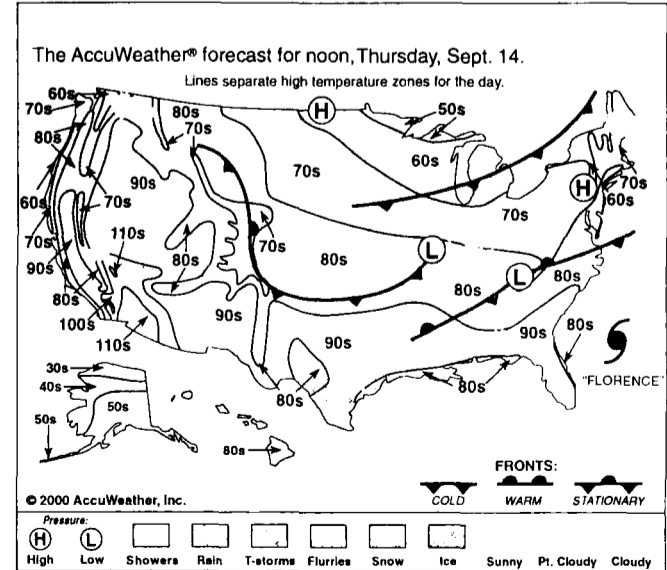 The AccuWeather® forecast for noon, Thursday, Sept. 14.
Lines separate high temperature zones for the day.
60s
70s
80s
60s
70s
90s
80s
100s
110s
70s
110s
90s
80s
70s
80s
90s
70s
80s
70s
60s
50s
70s
80s
80s
90s
80s
80s
80s
90s
80s
70s
60s
H
H
L
L
"FLORENCE"
30s
40s
50s
50s
80s
FRONTS:
COLD WARM STATIONARY
© 2000 AccuWeather, Inc.
Pressure:
H L
High Low Showers Rain T-storms Flurries Snow Ice Sunny Pt. Cloudy Cloudy